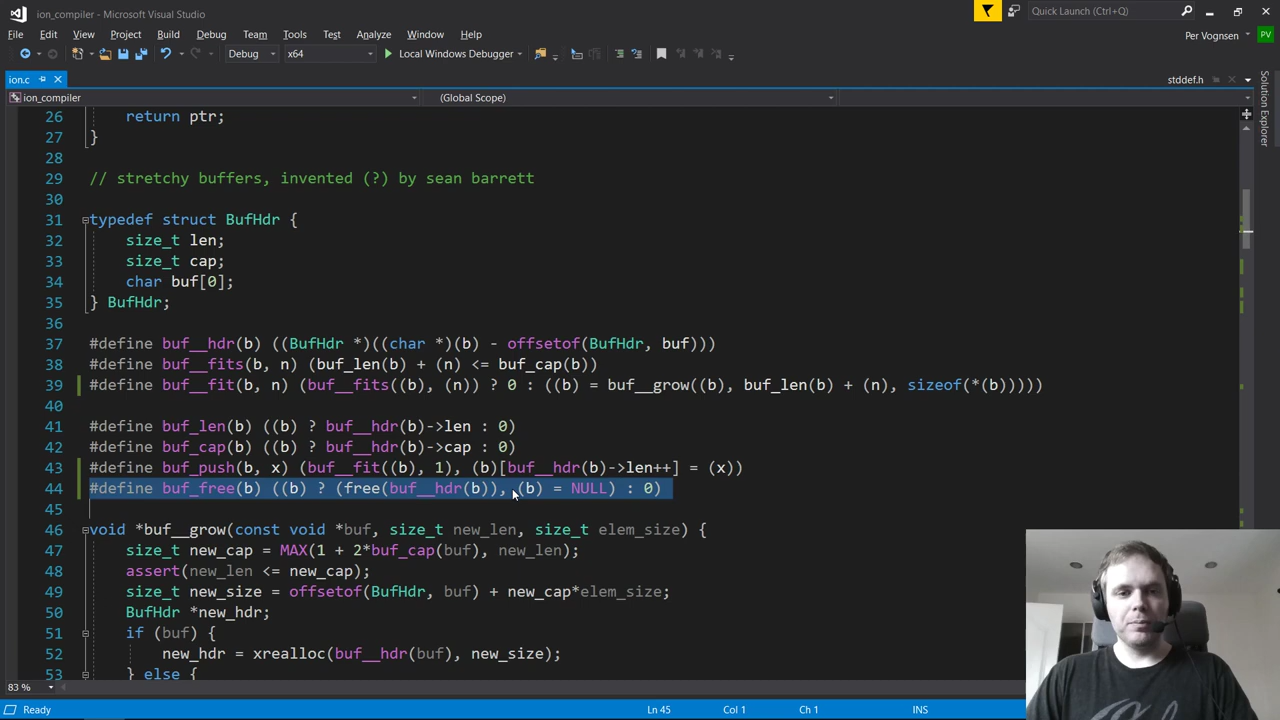 ion_compiler - Microsoft Visual Studio
Quick Launch (Ctrl+Q)
File Edit View Project Build Debug Team Tools Test Analyze Window Help
Per Vognsen PV
Debug x64 Local Windows Debugger
ion.c
stddef.h
ion_compiler
(Global Scope)
Solution Explorer
26 return ptr;
27 }
28
29 // stretchy buffers, invented (?) by sean barrett
30
31 typedef struct BufHdr {
32 size_t len;
33 size_t cap;
34 char buf[0];
35 } BufHdr;
36
37 #define buf__hdr(b) ((BufHdr *)((char *)(b) - offsetof(BufHdr, buf)))
38 #define buf__fits(b, n) (buf_len(b) + (n) <= buf_cap(b))
39 #define buf__fit(b, n) (buf__fits((b), (n)) ? 0 : ((b) = buf__grow((b), buf_len(b) + (n), sizeof(*(b)))))
40
41 #define buf_len(b) ((b) ? buf__hdr(b)->len : 0)
42 #define buf_cap(b) ((b) ? buf__hdr(b)->cap : 0)
43 #define buf_push(b, x) (buf__fit((b), 1), (b)[buf__hdr(b)->len++] = (x))
44 #define buf_free(b) ((b) ? (free(buf__hdr(b)), (b) = NULL) : 0)
45
46 void *buf__grow(const void *buf, size_t new_len, size_t elem_size) {
47 size_t new_cap = MAX(1 + 2*buf_cap(buf), new_len);
48 assert(new_len <= new_cap);
49 size_t new_size = offsetof(BufHdr, buf) + new_cap*elem_size;
50 BufHdr *new_hdr;
51 if (buf) {
52 new_hdr = xrealloc(buf__hdr(buf), new_size);
53 } else {
83 %
Ready Ln 45 Col 1 Ch 1 INS